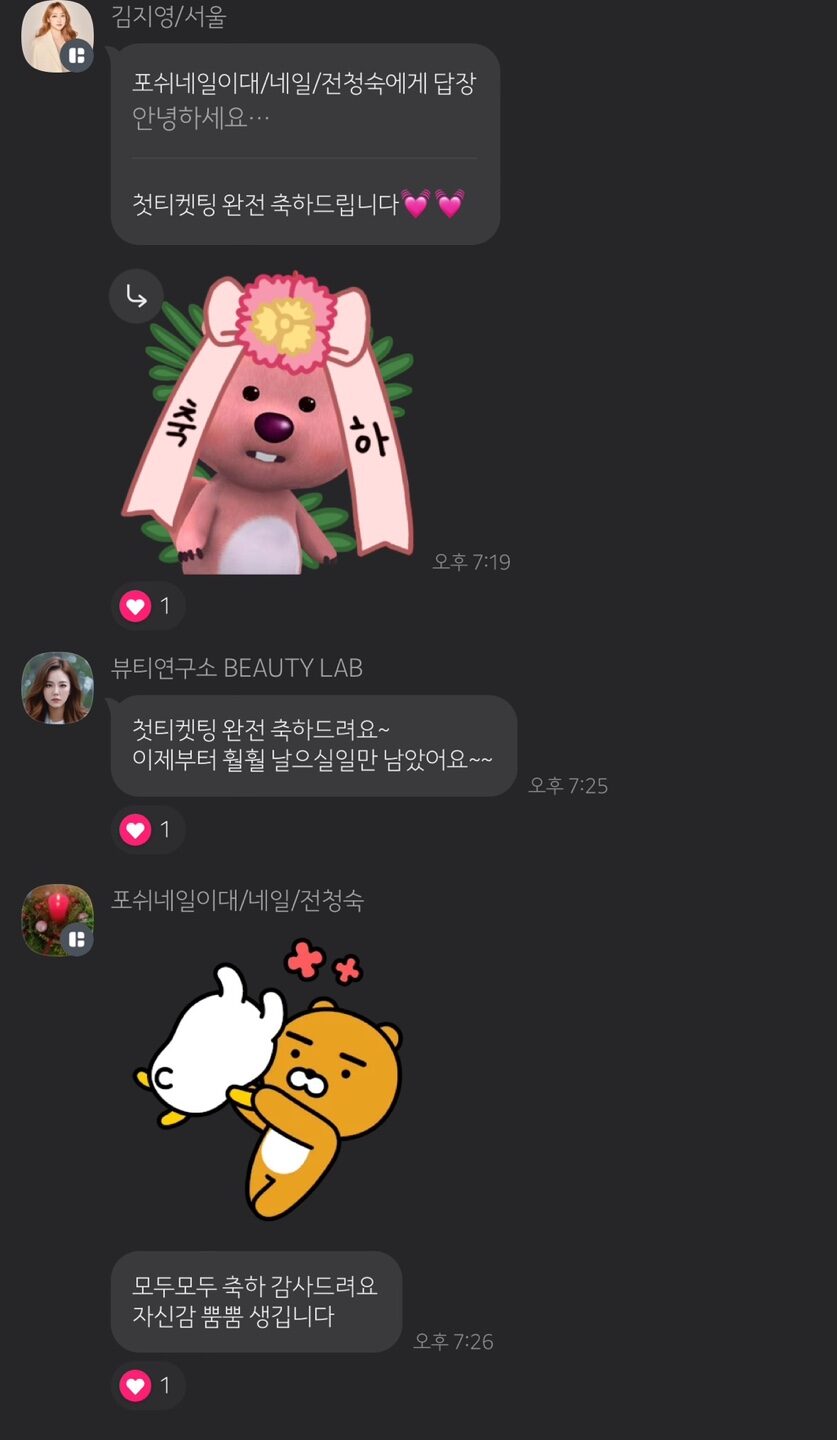 김지영/서울
포쉬네일이대/네일/전청숙에게 답장
안녕하세요…
첫티켓팅 완전 축하드립니다💓💓
축 하
오후 7:19
1
뷰티연구소 BEAUTY LAB
첫티켓팅 완전 축하드려요~
이제부터 훨훨 날으실일만 남았어요~~
오후 7:25
1
포쉬네일이대/네일/전청숙
모두모두 축하 감사드려요
자신감 뿜뿜 생깁니다
오후 7:26
1